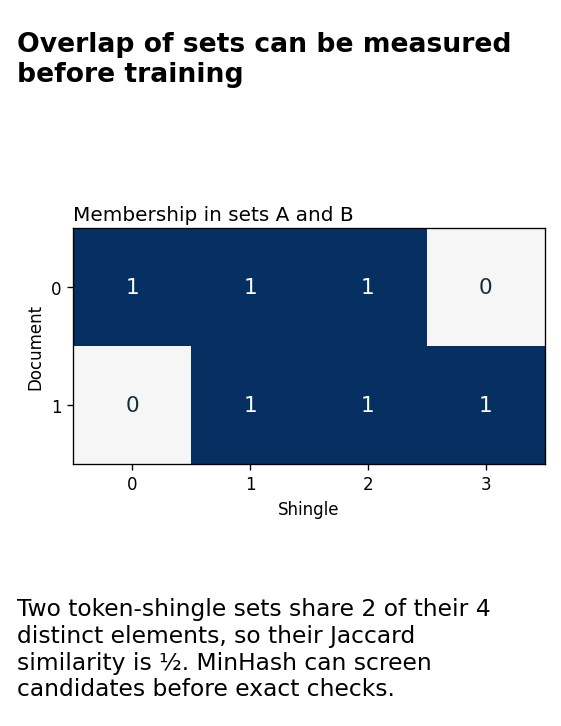 Overlap of sets can be measured
before training
Membership in sets A and B
1 1 1 0
0 1 1 1
0
1
Document
0 1 2 3
Shingle
Two token-shingle sets share 2 of their 4
distinct elements, so their Jaccard
similarity is ½. MinHash can screen
candidates before exact checks.